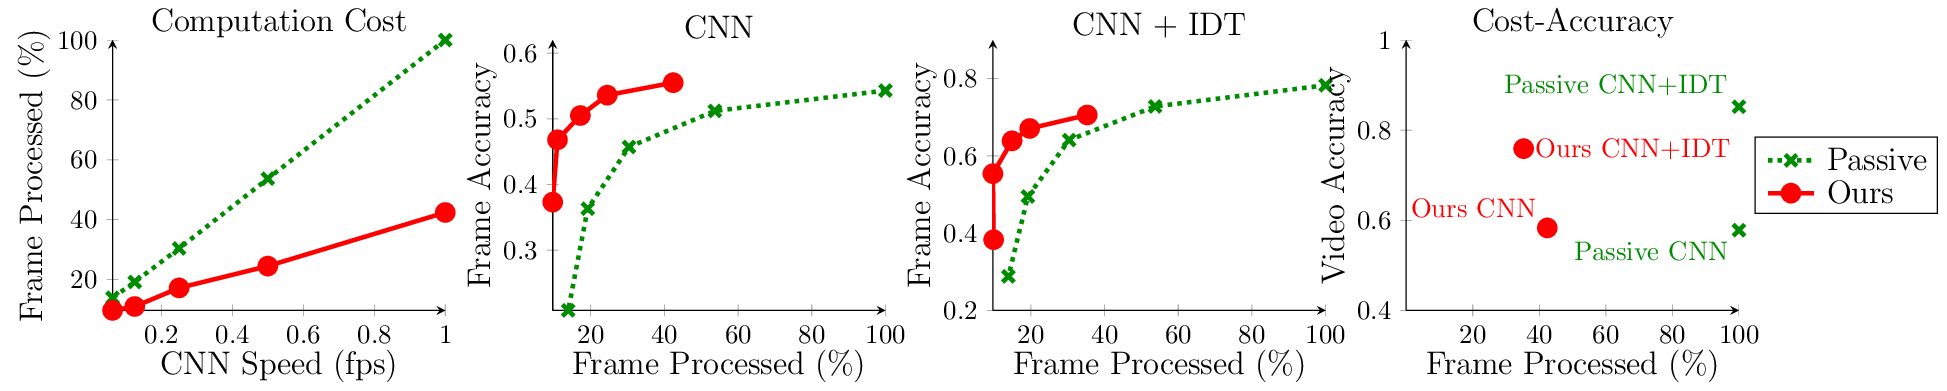 Computation Cost
Frame Processed (%)
100
80
60
40
20
0.2
0.4
0.6
0.8
1
CNN Speed (fps)
CNN
Frame Accuracy
0.6
0.5
0.4
0.3
20
40
60
80
100
Frame Processed (%)
CNN + IDT
Frame Accuracy
0.8
0.6
0.4
0.2
20
40
60
80
100
Frame Processed (%)
Cost-Accuracy
Video Accuracy
1
0.8
0.6
0.4
Passive CNN+IDT
Ours CNN+IDT
Ours CNN
Passive CNN
20
40
60
80
100
Frame Processed (%)
Passive
Ours